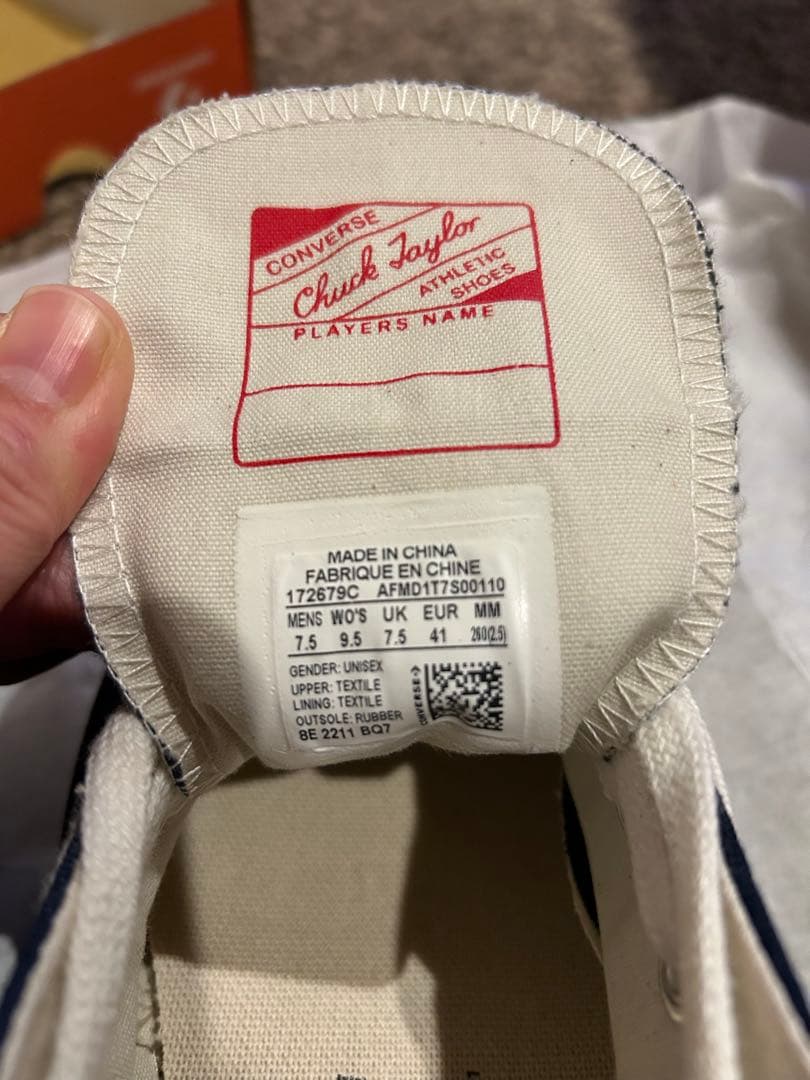 CONVERSE
Chuck Taylor
ATHLETIC
SHOES
PLAYERS NAME
MADE IN CHINA
FABRIQUE EN CHINE
172679C AFMD1T7S00110
MENS WO'S UK EUR MM
7.5 9.5 7.5 41 260(2.5)
GENDER: UNISEX
UPPER: TEXTILE
LINING: TEXTILE
OUTSOLE: RUBBER
8E 2211 BQ7
CONVERSE->